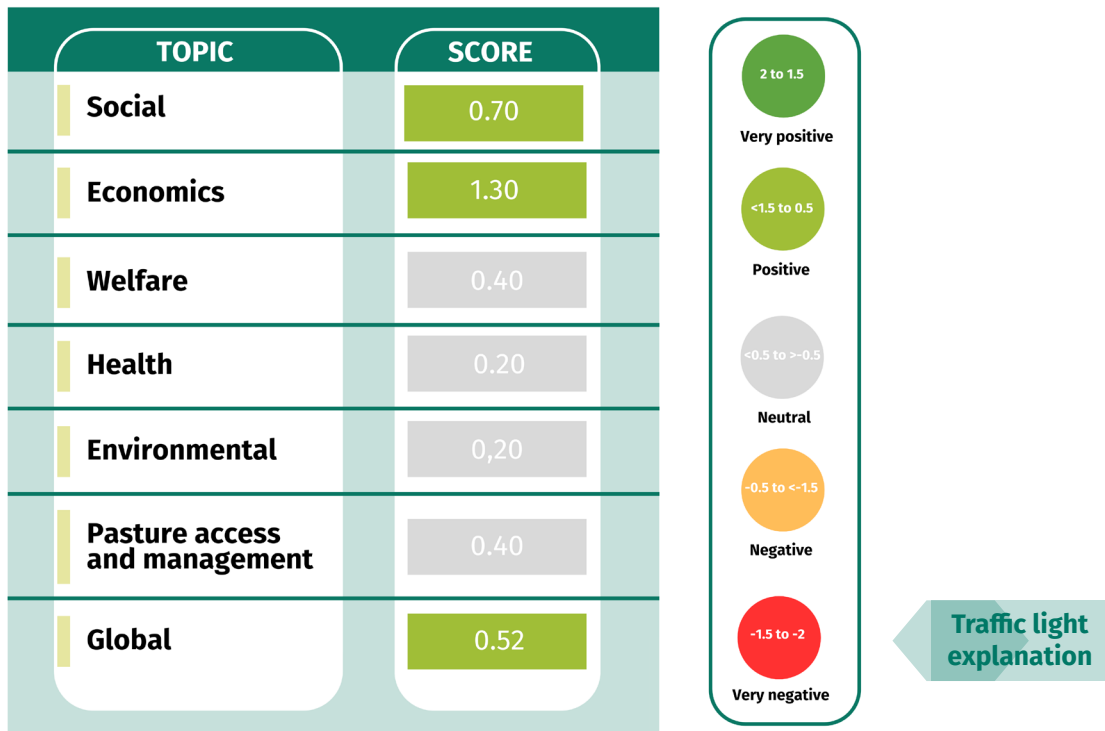 TOPIC SCORE
Social 0.70
Economics 1.30
Welfare 0.40
Health 0.20
Environmental 0,20
Pasture access
and management 0.40
Global 0.52
2 to 1.5
Very positive
<1.5 to 0.5
Positive
<0.5 to >-0.5
Neutral
-0.5 to <-1.5
Negative
-1.5 to -2
Very negative
Traffic light
explanation